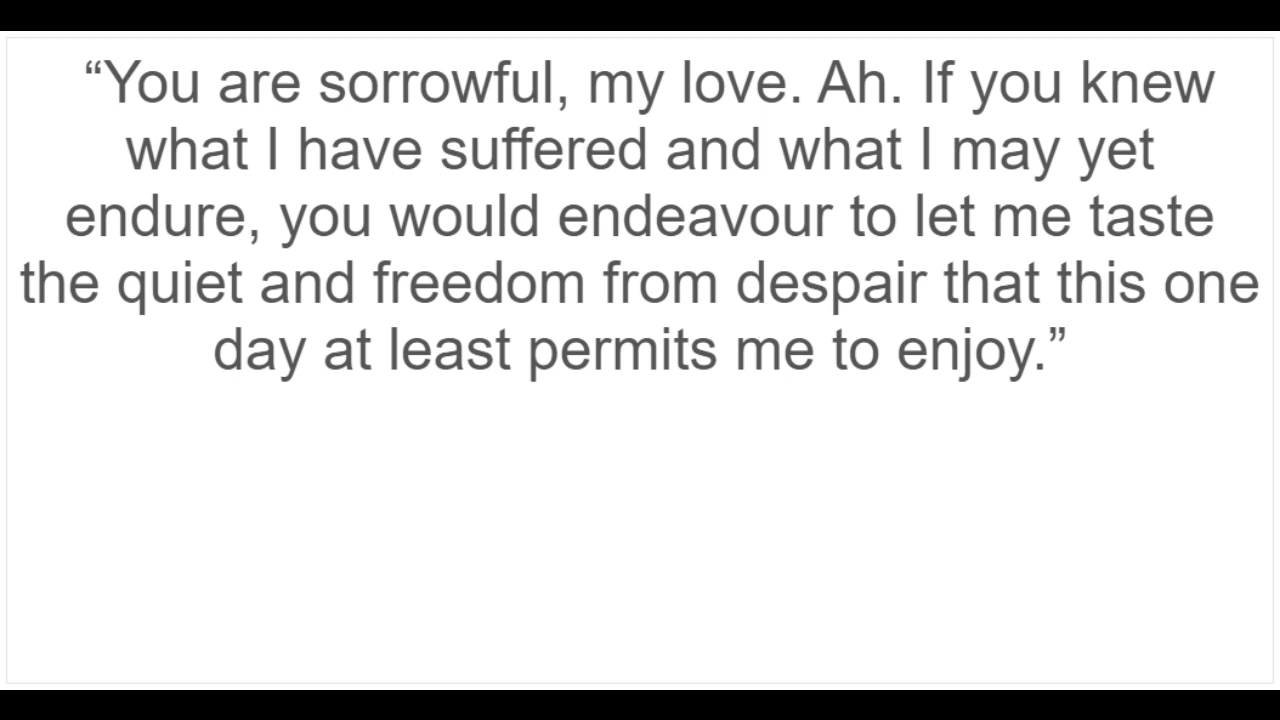 “You are sorrowful, my love. Ah. If you knew
what I have suffered and what I may yet
endure, you would endeavour to let me taste
the quiet and freedom from despair that this one
day at least permits me to enjoy.”